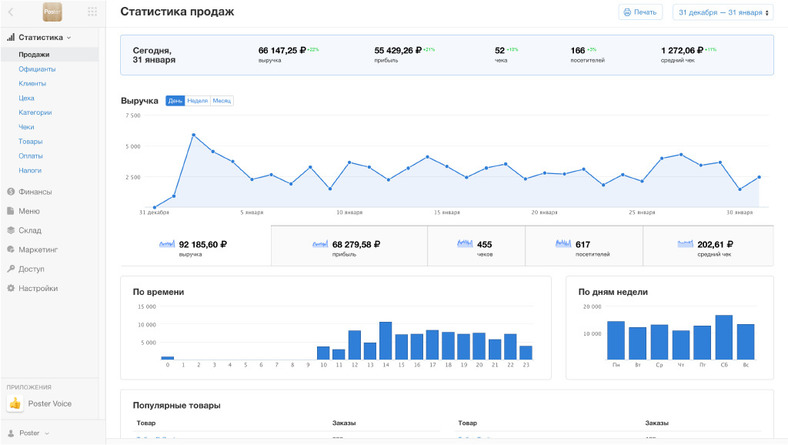 Poster
Статистика
Продажи
Официанты
Клиенты
Цеха
Категории
Чеки
Товары
Оплаты
Налоги
Финансы
Меню
Склад
Маркетинг
Доступ
Настройки
ПРИЛОЖЕНИЯ
Poster Voice
Poster
Статистика продаж
Печать
31 декабря — 31 января
Сегодня,
31 января
66 147,25 ₽ +22%
выручка
55 429,26 ₽ +21%
прибыль
52 +10%
чека
166 +5%
посетителей
1 272,06 ₽ +11%
средний чек
Выручка
День Неделя Месяц
7 500
5 000
2 500
31 декабря 5 января 10 января 15 января 20 января 25 января 30 января
92 185,60 ₽
выручка
68 279,58 ₽
прибыль
455
чеков
617
посетителей
202,61 ₽
средний чек
По времени
15 000
10 000
5 000
0 1 2 3 4 5 6 7 8 9 10 11 12 13 14 15 16 17 18 19 20 21 22 23
По дням недели
20 000
10 000
Пн Вт Ср Чт Пт Сб Вс
Популярные товары
Товар Заказы Товар Заказы